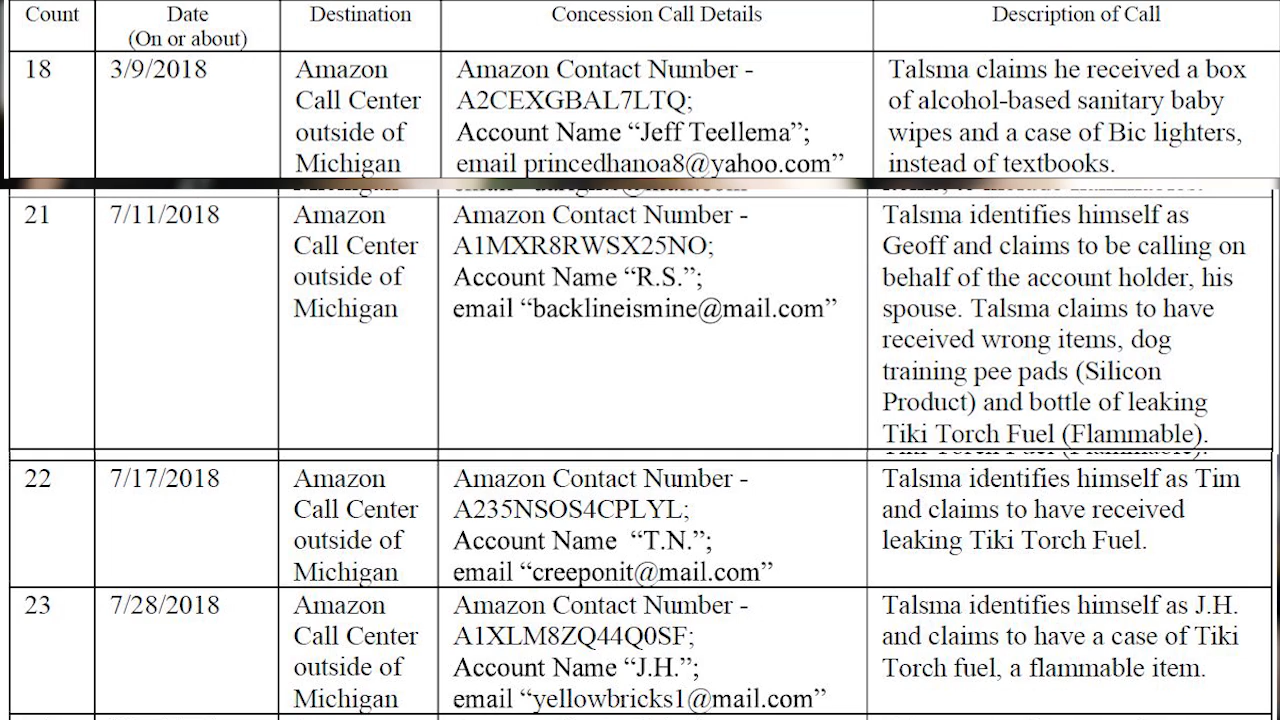 Count Date Destination Concession Call Details Description of Call
(On or about)
18 3/9/2018 Amazon Amazon Contact Number - Talsma claims he received a box
Call Center A2CEXGBAL7LTQ; of alcohol-based sanitary baby
outside of Account Name “Jeff Teellema”; wipes and a case of Bic lighters,
Michigan email princedhanoa8@yahoo.com” instead of textbooks.
21 7/11/2018 Amazon Amazon Contact Number - Talsma identifies himself as
Call Center A1MXR8RWSX25NO; Geoff and claims to be calling on
outside of Account Name “R.S.”; behalf of the account holder, his
Michigan email “backlineismine@mail.com” spouse. Talsma claims to have
received wrong items, dog
training pee pads (Silicon
Product) and bottle of leaking
Tiki Torch Fuel (Flammable).
22 7/17/2018 Amazon Amazon Contact Number - Talsma identifies himself as Tim
Call Center A235NSOS4CPLYL; and claims to have received
outside of Account Name “T.N.”; leaking Tiki Torch Fuel.
Michigan email “creeponit@mail.com”
23 7/28/2018 Amazon Amazon Contact Number - Talsma identifies himself as J.H.
Call Center A1XLM8ZQ44Q0SF; and claims to have a case of Tiki
outside of Account Name “J.H.”; Torch fuel, a flammable item.
Michigan email “yellowbricks1@mail.com”